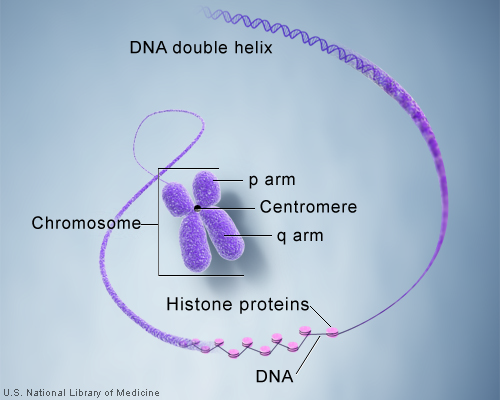 DNA double helix
p arm
Centromere
Chromosome
q arm
Histone proteins
DNA
U.S. National Library of Medicine